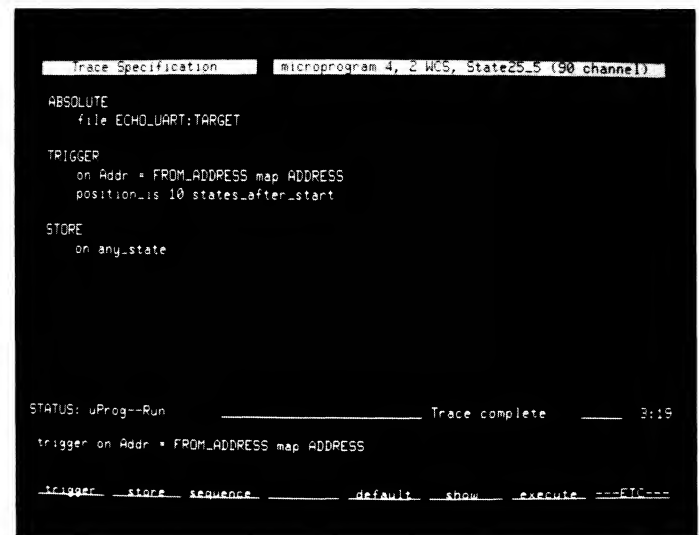 Trace Specification microprogram 4, 2 WCS, State25_5 (90 channel)
ABSOLUTE
file ECHO_UART:TARGET
TRIGGER
on Addr = FROM_ADDRESS map ADDRESS
position_is 10 states_after_start
STORE
on any_state
STATUS: uProg--Run Trace complete 3:19
trigger on Addr = FROM_ADDRESS map ADDRESS
trigger store sequence default show execute ---ETC---